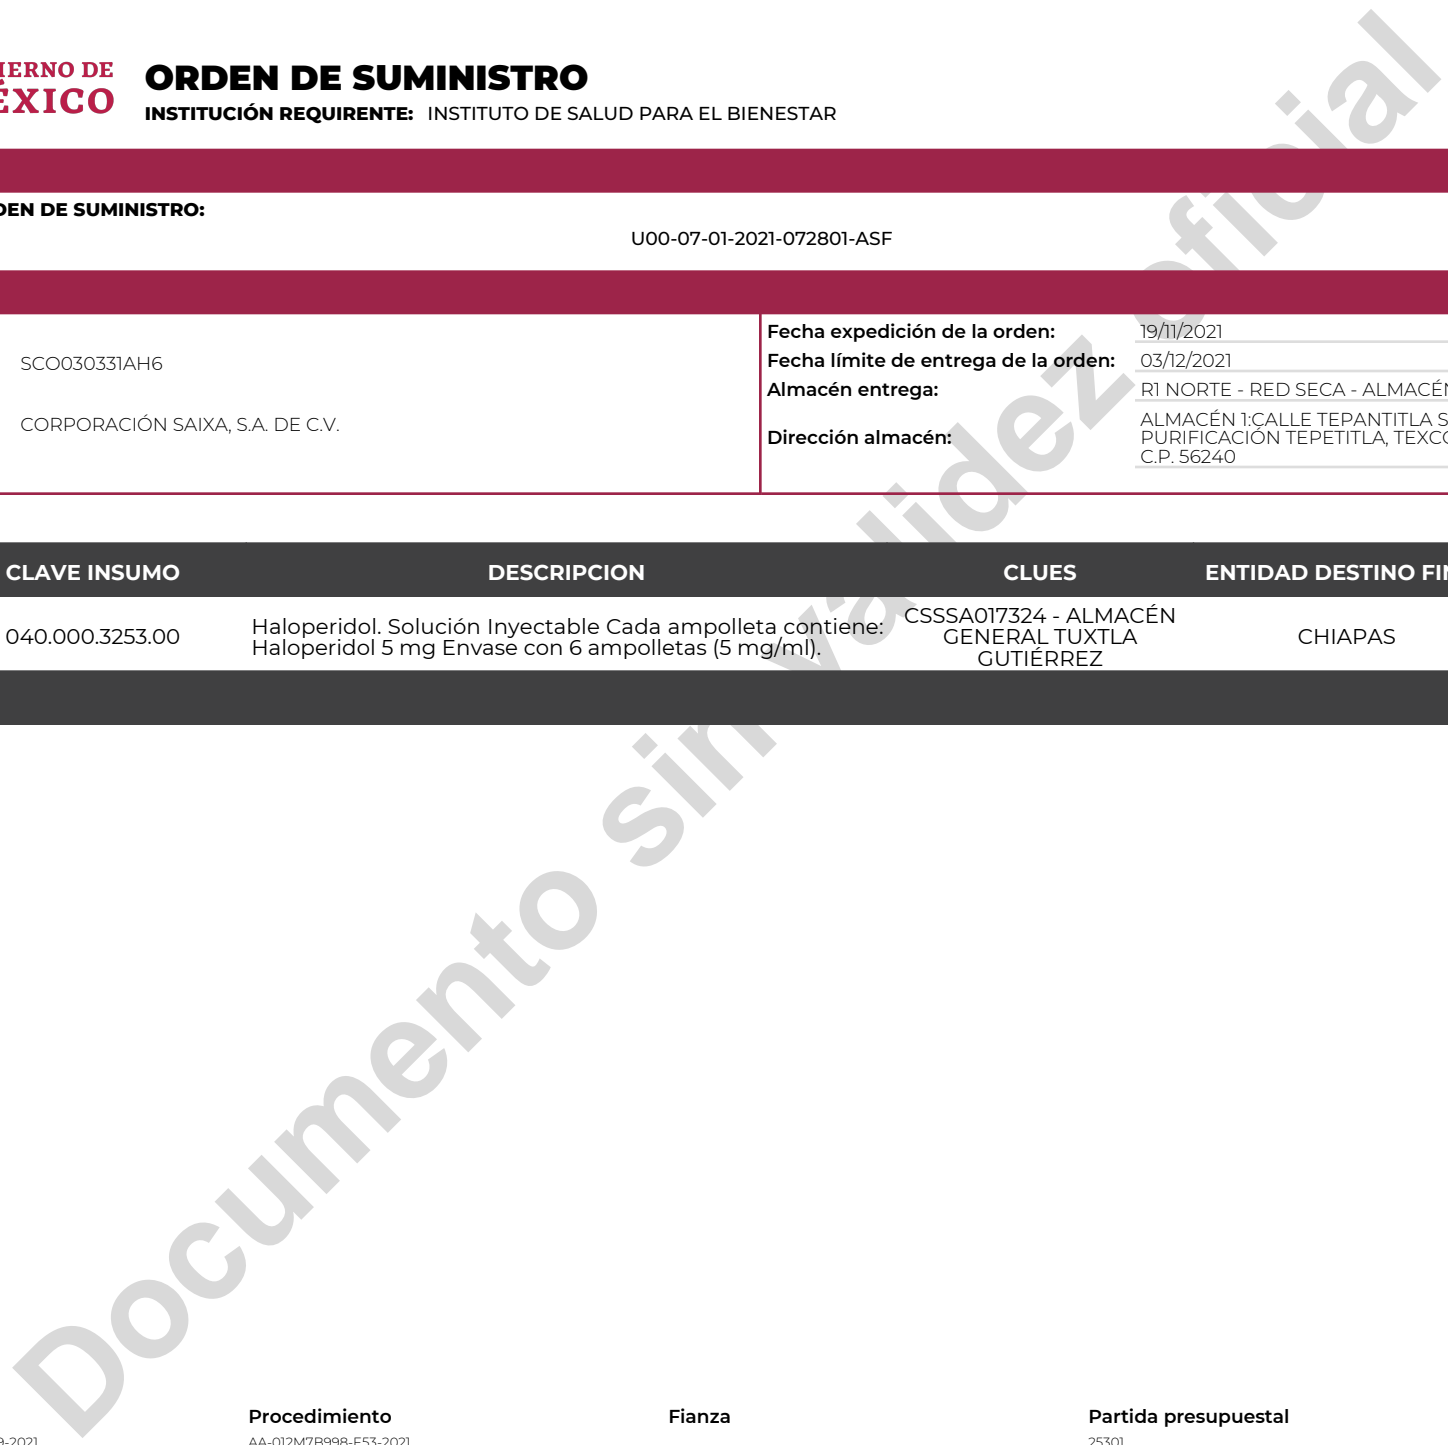 IERNO DE
ÉXICO
ORDEN DE SUMINISTRO
INSTITUCIÓN REQUIRENTE: INSTITUTO DE SALUD PARA EL BIENESTAR
DEN DE SUMINISTRO:
U00-07-01-2021-072801-ASF
SCO030331AH6
CORPORACIÓN SAIXA, S.A. DE C.V.
Fecha expedición de la orden: 19/11/2021
Fecha límite de entrega de la orden: 03/12/2021
Almacén entrega: R1 NORTE - RED SECA - ALMACÉN
Dirección almacén:
ALMACÉN 1:CALLE TEPANTITLA S
PURIFICACIÓN TEPETITLA, TEXCO
C.P. 56240
CLAVE INSUMO DESCRIPCION CLUES ENTIDAD DESTINO FIN
040.000.3253.00
Haloperidol. Solución Inyectable Cada ampolleta contiene:
Haloperidol 5 mg Envase con 6 ampolletas (5 mg/ml).
CSSSA017324 - ALMACÉN
GENERAL TUXTLA
GUTIÉRREZ
CHIAPAS
Documento sin validez oficial
Procedimiento Fianza Partida presupuestal
9-2021 AA-012M7B998-E53-2021 25301